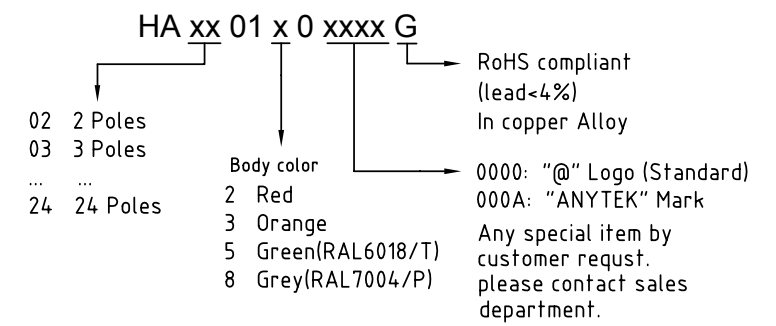 HA xx 01 x 0 xxxx G
RoHS compliant
(lead<4%)
In copper Alloy
02 2 Poles
03 3 Poles
... ...
24 24 Poles
Body color
2 Red
3 Orange
5 Green(RAL6018/T)
8 Grey(RAL7004/P)
0000: "@" Logo (Standard)
000A: "ANYTEK" Mark
Any special item by
customer requst.
please contact sales
department.